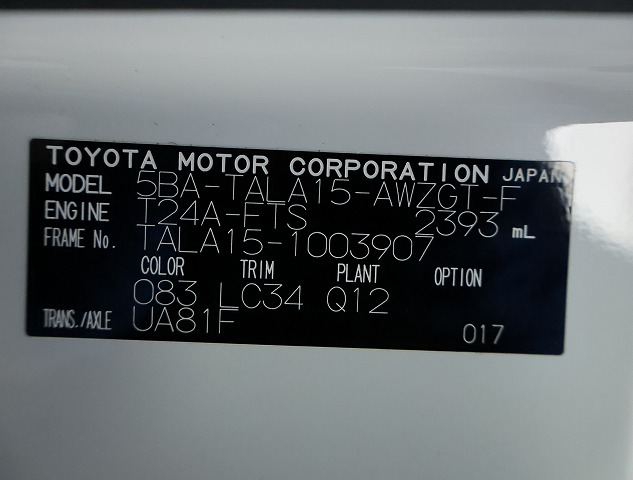 TOYOTA MOTOR CORPORATION JAPAN
MODEL 5BA-TALA15-AWZGT-F
ENGINE T24A-FTS 2393 mL
FRAME No. TALA15-1003907
COLOR TRIM PLANT OPTION
083 LC34 Q12
TRANS./AXLE UA81F 017